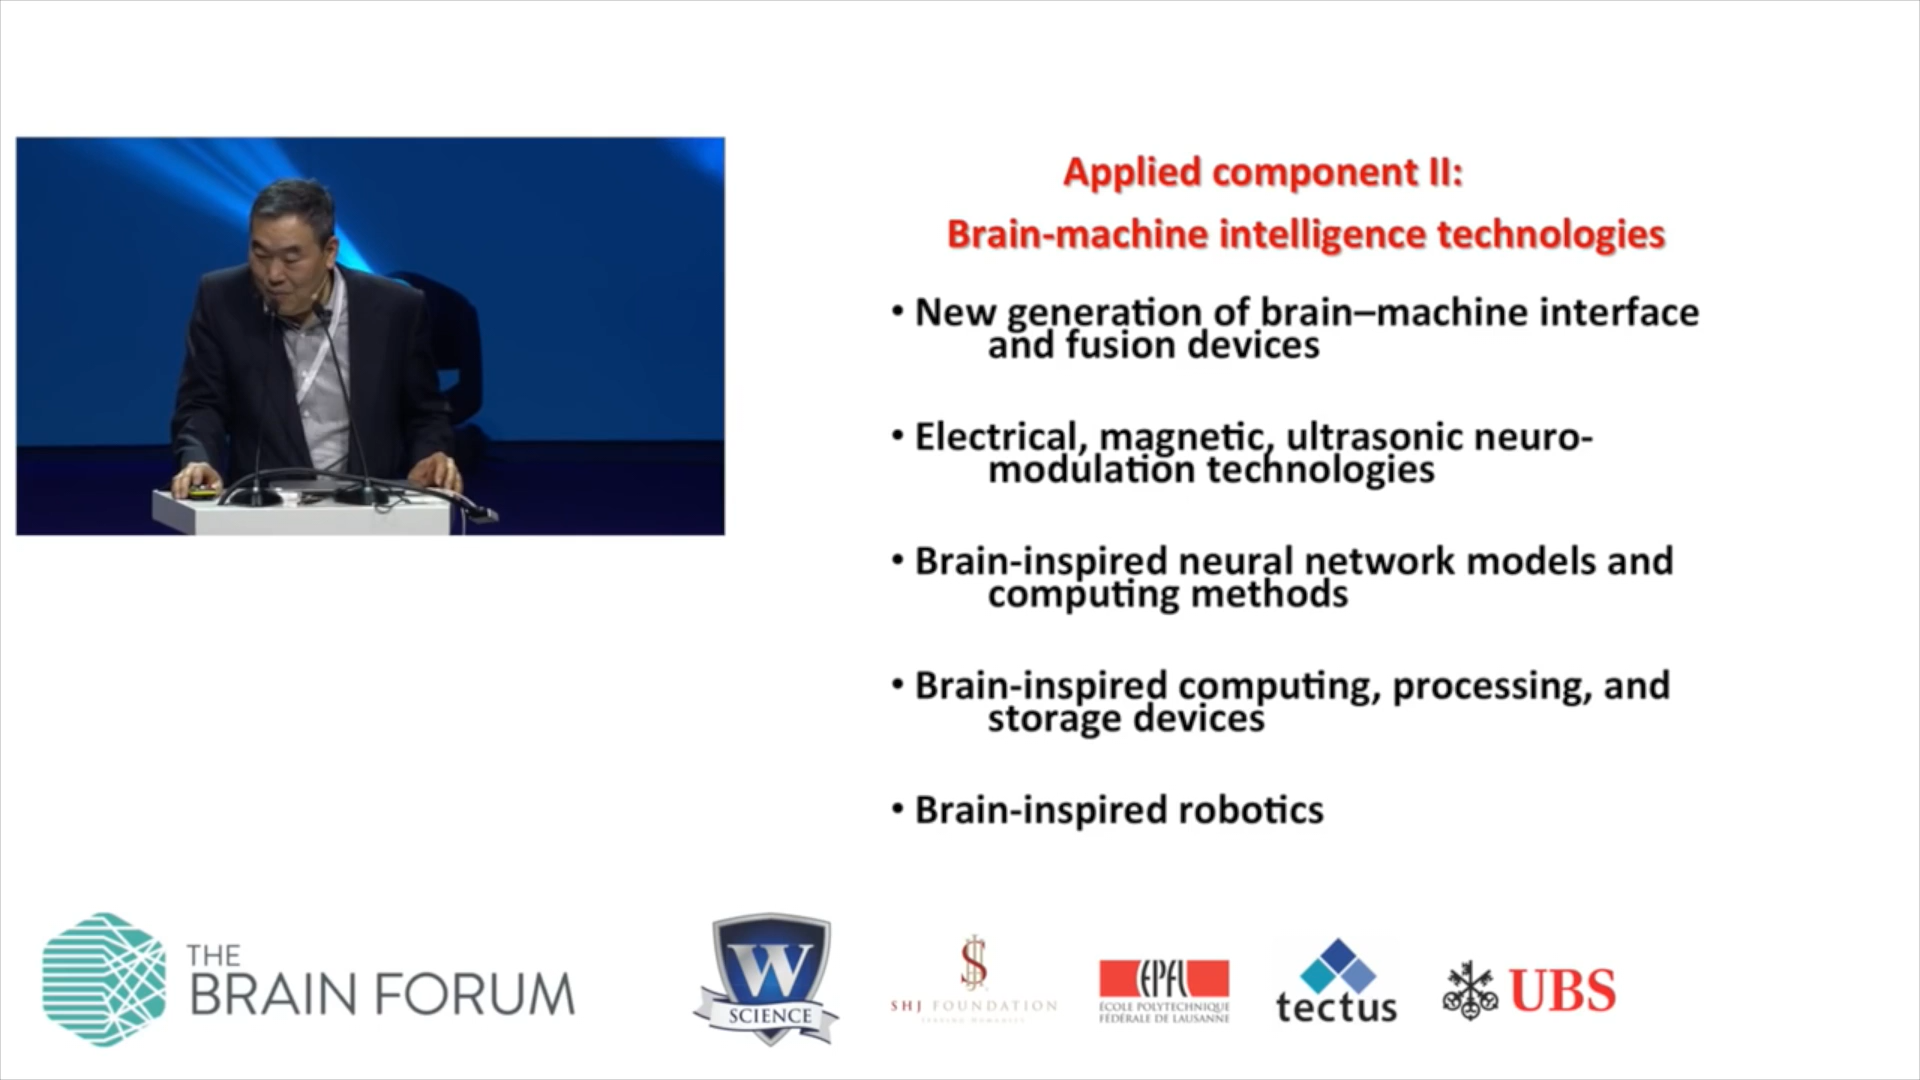 Applied component II:
Brain-machine intelligence technologies
• New generation of brain–machine interface
and fusion devices
• Electrical, magnetic, ultrasonic neuro-
modulation technologies
• Brain-inspired neural network models and
computing methods
• Brain-inspired computing, processing, and
storage devices
• Brain-inspired robotics
THE
BRAIN FORUM
W
SCIENCE
SHJ FOUNDATION
SERVING HUMANITY
EPFL
ÉCOLE POLYTECHNIQUE
FÉDÉRALE DE LAUSANNE
tectus
UBS